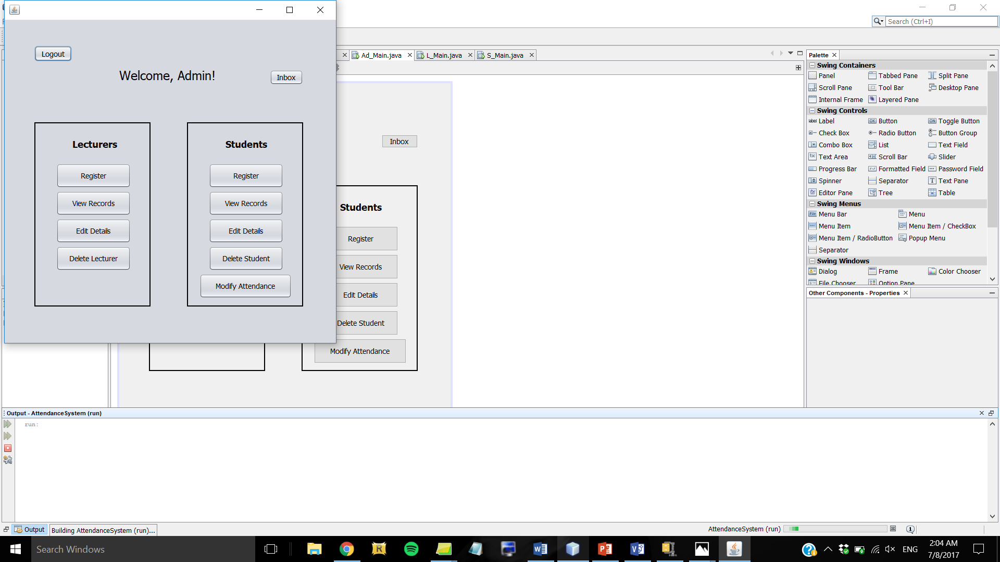 Search (Ctrl+I)
Ad_Main.java
L_Main.java
S_Main.java
Logout
Welcome, Admin!
Inbox
Lecturers
Register
View Records
Edit Details
Delete Lecturer
Students
Register
View Records
Edit Details
Delete Student
Modify Attendance
Inbox
Students
Register
View Records
Edit Details
Delete Student
Modify Attendance
Palette
Swing Containers
Panel Tabbed Pane Split Pane
Scroll Pane Tool Bar Desktop Pane
Internal Frame Layered Pane
Swing Controls
label Label OK Button ON Toggle Button
Check Box Radio Button Button Group
Combo Box List Text Field
Text Area Scroll Bar Slider
Progress Bar Formatted Field Password Field
Spinner Separator Text Pane
Editor Pane Tree Table
Swing Menus
File Menu Bar Menu
Menu Item Menu Item / CheckBox
Menu Item / RadioButton Popup Menu
Separator
Swing Windows
Dialog Frame Color Chooser
File Chooser Option Pane
Other Components - Properties
Output - AttendanceSystem (run)
run:
Output
Building AttendanceSystem (run)...
AttendanceSystem (run)
1
Search Windows
ENG
2:04 AM
7/8/2017